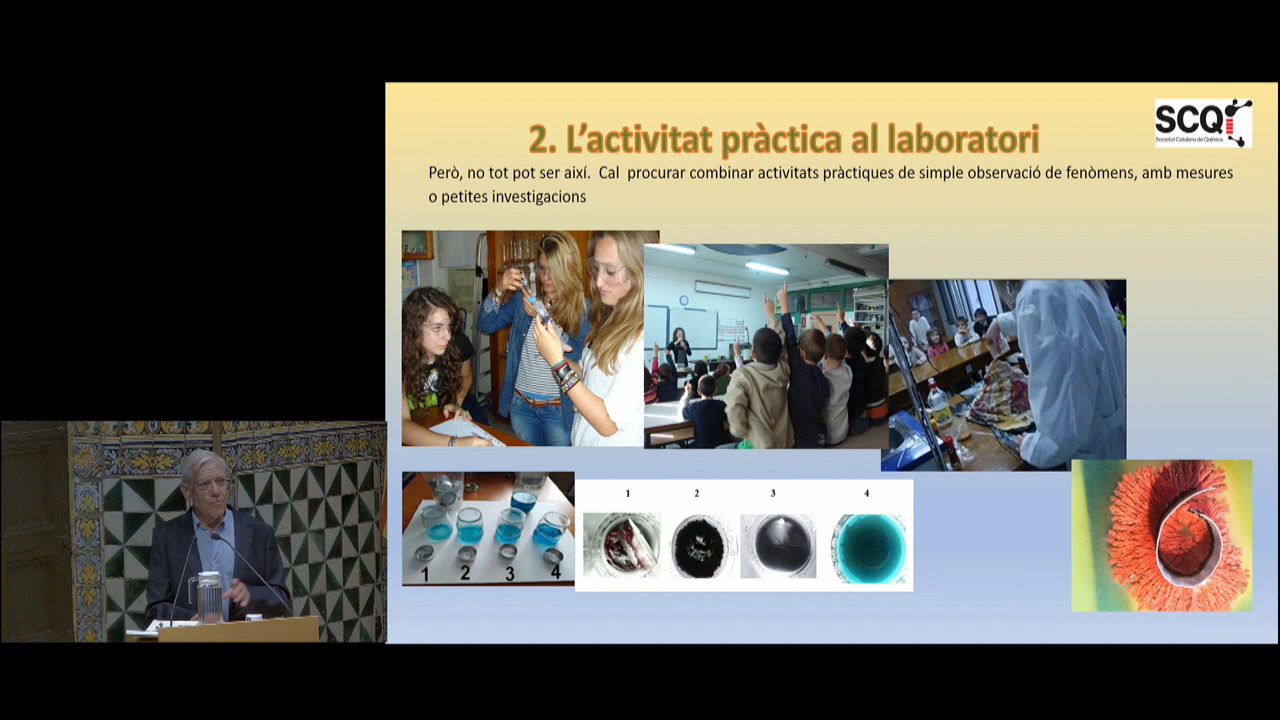 2. L’activitat pràctica al laboratori
SCQ
Societat Catalana de Química
Però, no tot pot ser així.  Cal  procurar combinar activitats pràctiques de simple observació de fenòmens, amb mesures
o petites investigacions
1 2 3 4
1 2 3 4